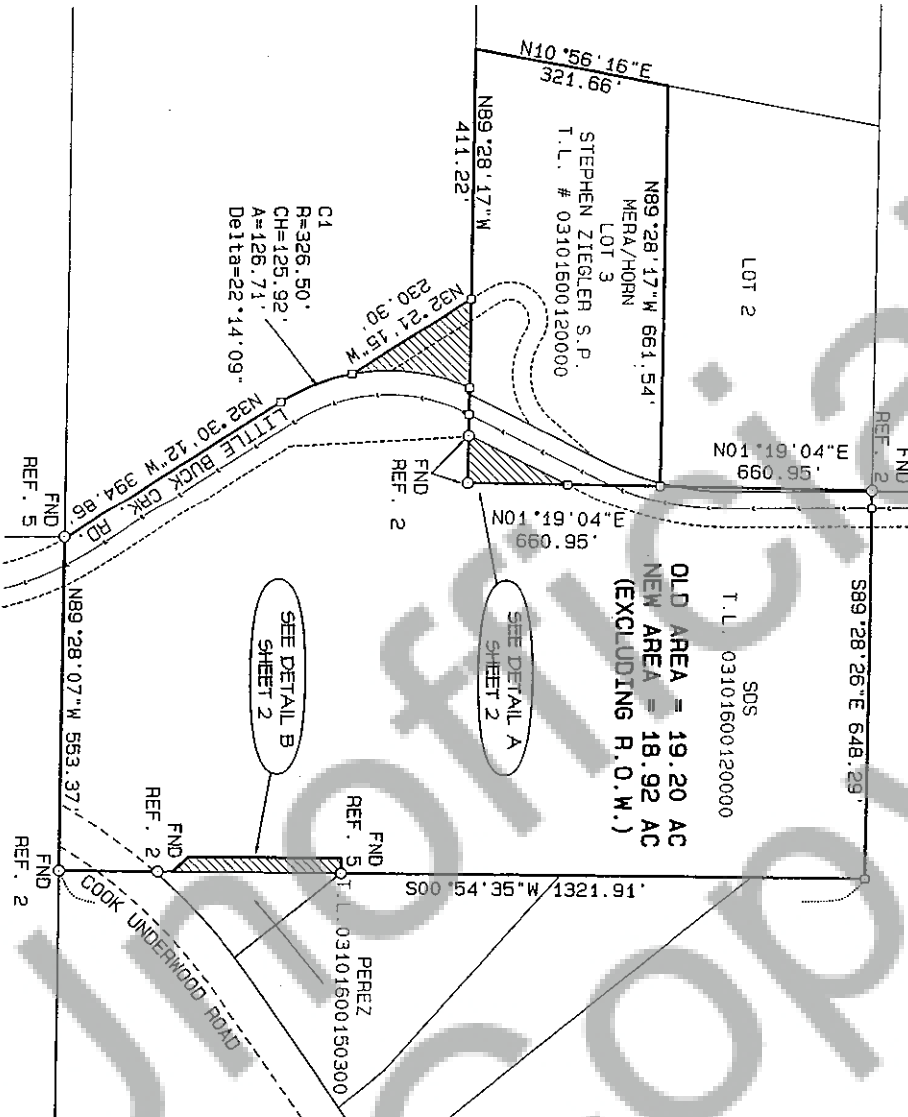 N10°56'16"E
321.66'
N89°28'17"W
411.22'
STEPHEN ZIEGLER S.P.
T.L. # 03101600120000
N89°28'17"W 661.54'
MERA/HORN
LOT 3
LOT 2
C1
R=326.50'
CH=125.92'
A=126.71'
Delta=22°14'09"
N32°21'15"W
230.30'
N32°30'12"W 394.86'
LITTLE BUCK CRK. RD.
FND
REF. 5
FND
REF. 2
N01°19'04"E
660.95'
FND
REF. 2
N01°19'04"E
660.95'
S89°28'26"E 648.29'
SDS
T.L. 03101600120000
OLD AREA = 19.20 AC
NEW AREA = 18.92 AC
(EXCLUDING R.O.W.)
SEE DETAIL A
SHEET 2
SEE DETAIL B
SHEET 2
N89°28'07"W 553.37'
FND
REF. 2
FND
REF. 5
S00°54'35"W 1321.91'
FND
REF. 2
COOK UNDERWOOD ROAD
PEREZ
T.L. 03101600150300
Unofficial
Copy